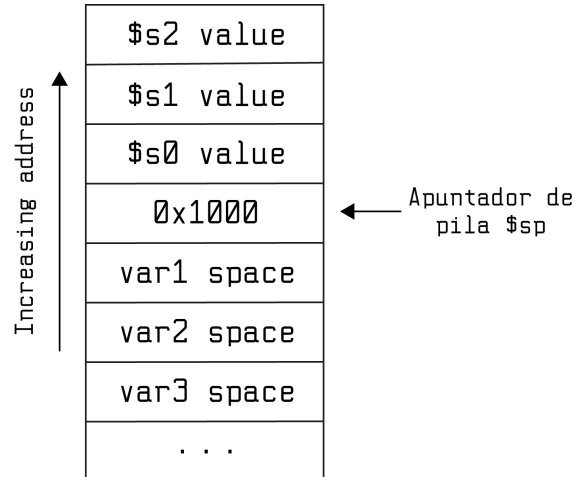 $s2 value
$s1 value
$s0 value
0x1000
var1 space
var2 space
var3 space
...
Increasing address
Apuntador de
pila $sp